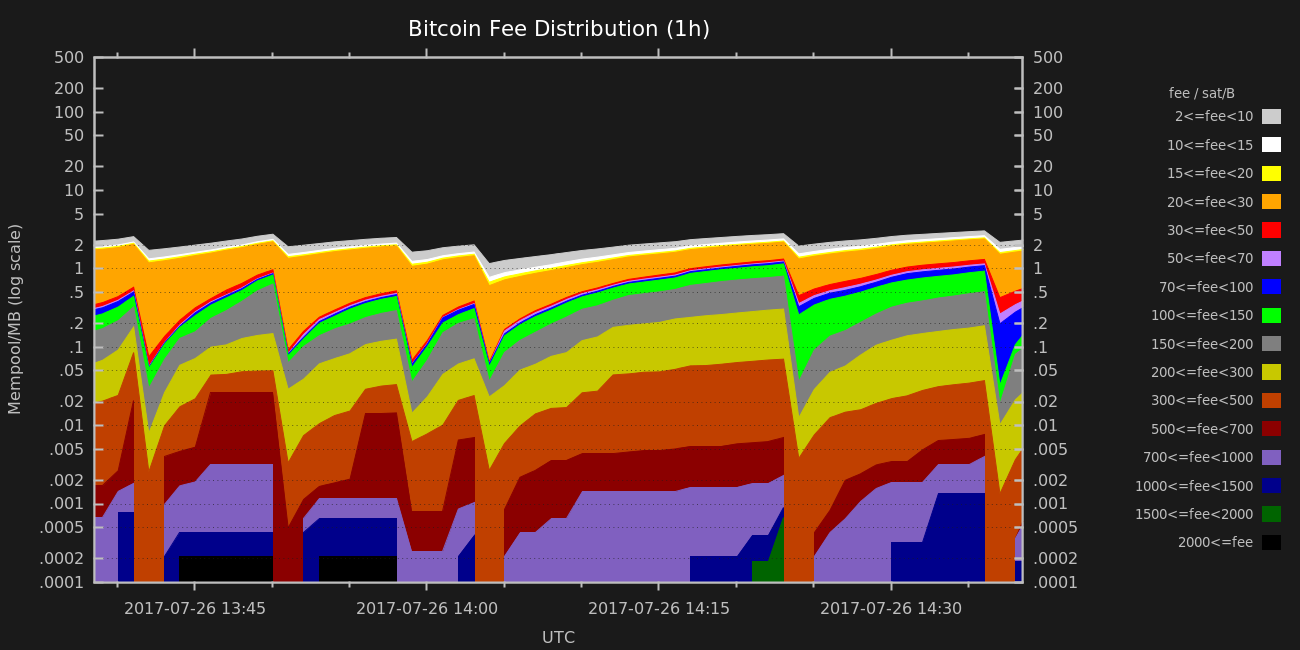 Bitcoin Fee Distribution (1h)
500 500
200 200
100 100
50 50
20 20
10 10
5 5
2 2
1 1
.5 .5
.2 .2
.1 .1
.05 .05
.02 .02
.01 .01
.005 .005
.002 .002
.001 .001
.0005 .0005
.0002 .0002
.0001 .0001
Mempool/MB (log scale)
2017-07-26 13:45 2017-07-26 14:00 2017-07-26 14:15 2017-07-26 14:30
UTC
fee / sat/B
2<=fee<10
10<=fee<15
15<=fee<20
20<=fee<30
30<=fee<50
50<=fee<70
70<=fee<100
100<=fee<150
150<=fee<200
200<=fee<300
300<=fee<500
500<=fee<700
700<=fee<1000
1000<=fee<1500
1500<=fee<2000
2000<=fee